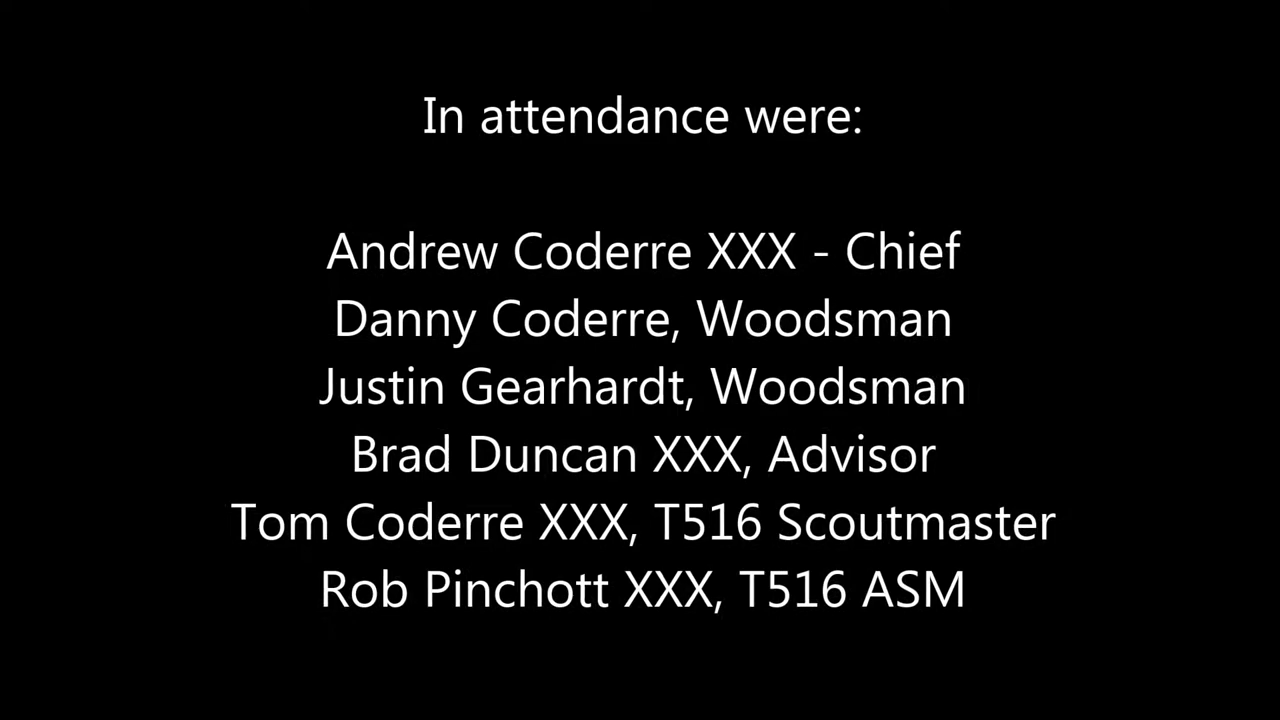 In attendance were:
Andrew Coderre XXX - Chief
Danny Coderre, Woodsman
Justin Gearhardt, Woodsman
Brad Duncan XXX, Advisor
Tom Coderre XXX, T516 Scoutmaster
Rob Pinchott XXX, T516 ASM